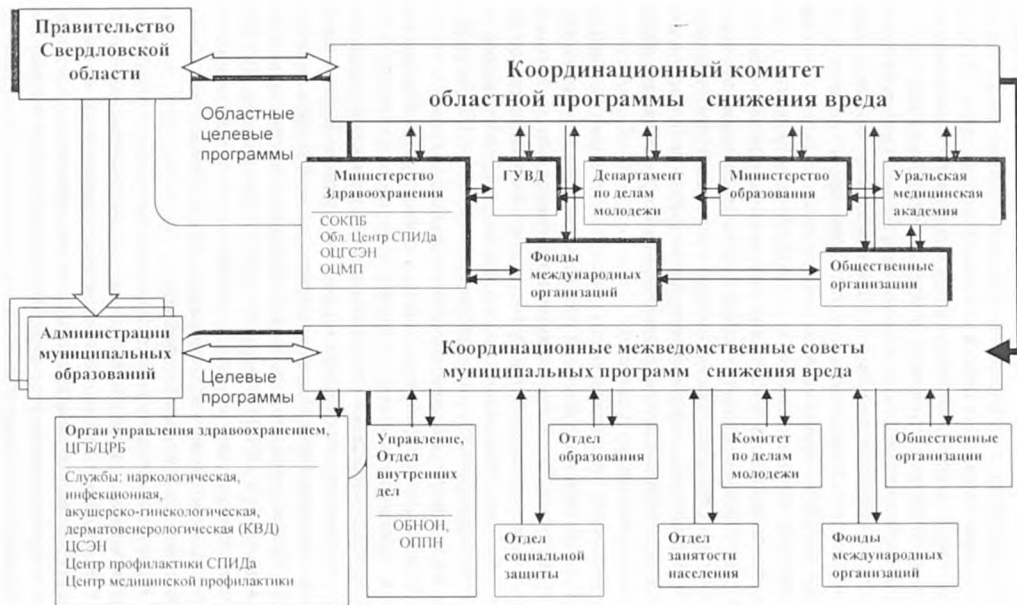 Правительство
Свердловской
области
Координационный комитет
областной программы снижения вреда
Областные
целевые
программы
Министерство
Здравоохранения
СОКПБ
Обл. Центр СПИДа
ОЦГСЭН
ОЦМП
ГУВД
Департамент
по делам
молодежи
Министерство
образования
Уральская
медицинская
академия
Фонды
международных
организаций
Общественные
организации
Администрации
муниципальных
образований
Целевые
программы
Координационные межведомственные советы
муниципальных программ снижения вреда
Орган управления здравоохранением,
ЦГБ/ЦРБ
Службы: наркологическая,
инфекционная,
акушерско-гинекологическая,
дерматовенерологическая (КВД)
ЦСЭН
Центр профилактики СПИДа
Центр медицинской профилактики
Управление,
Отдел
внутренних
дел
ОБНОН,
ОППН
Отдел
образования
Комитет
по делам
молодежи
Общественные
организации
Отдел
социальной
защиты
Отдел
занятости
населения
Фонды
международных
организаций